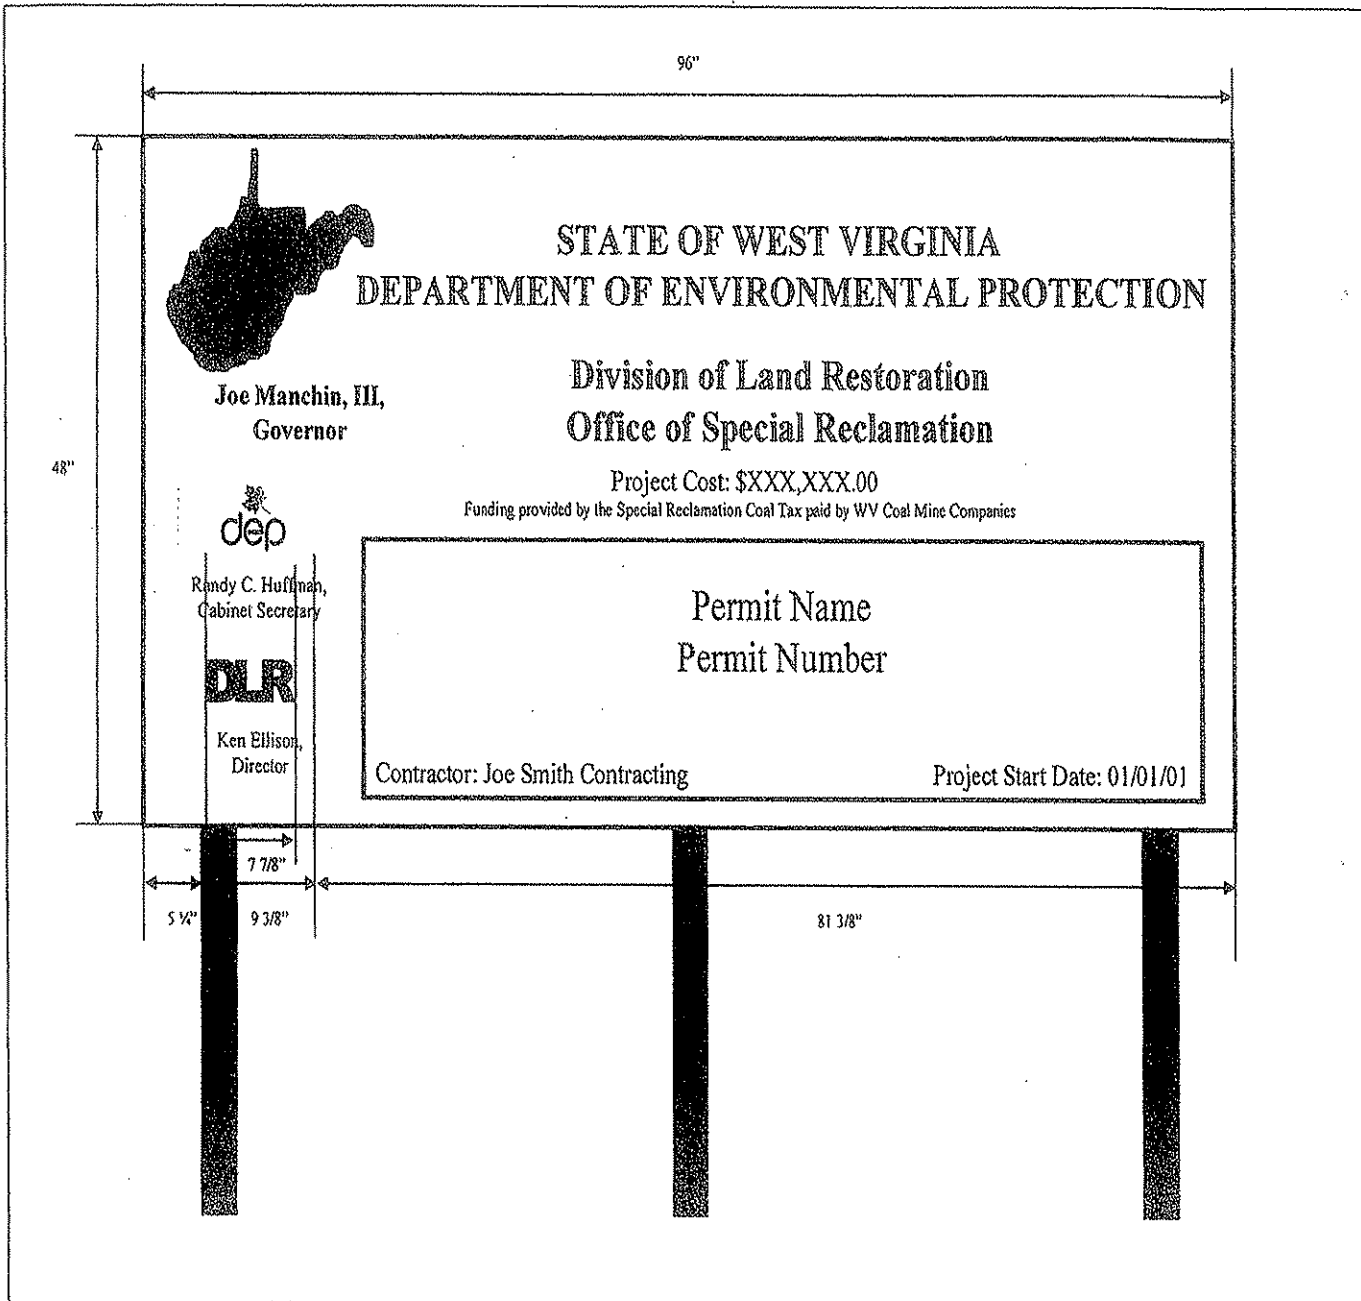 96"
STATE OF WEST VIRGINIA
DEPARTMENT OF ENVIRONMENTAL PROTECTION
Division of Land Restoration
Office of Special Reclamation
Joe Manchin, III,
Governor
48"
Project Cost: $XXX,XXX.00
Funding provided by the Special Reclamation Coal Tax paid by WV Coal Mine Companies
dep
Randy C. Huffman,
Cabinet Secretary
DLR
Ken Ellison,
Director
Permit Name
Permit Number
Contractor: Joe Smith Contracting
Project Start Date: 01/01/01
7 7/8"
5 ¼"
9 3/8"
81 3/8"